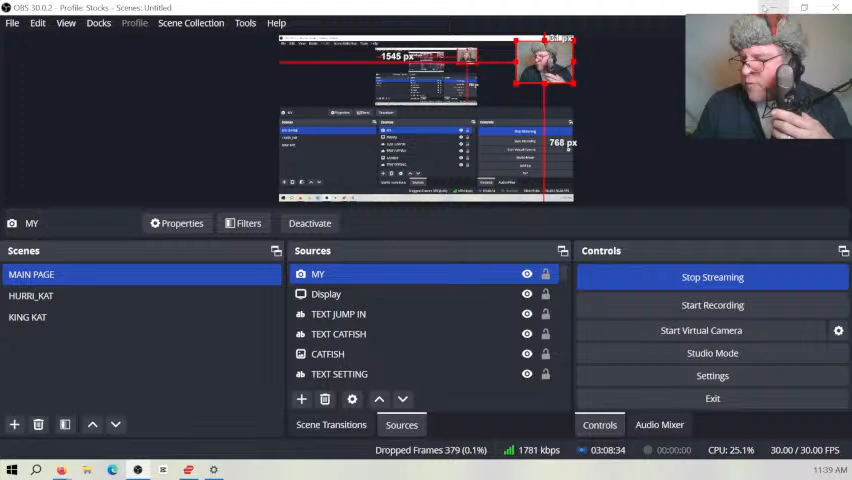 OBS 30.0.2 - Profile: Stocks - Scenes: Untitled
File Edit View Docks Profile Scene Collection Tools Help
1545 px
768 px
MY Properties Filters Deactivate
Scenes
MAIN PAGE
HURRI_KAT
KING KAT
Sources
MY
Display
TEXT JUMP IN
TEXT CATFISH
CATFISH
TEXT SETTING
Scene Transitions Sources
Controls
Stop Streaming
Start Recording
Start Virtual Camera
Studio Mode
Settings
Exit
Controls Audio Mixer
Dropped Frames 379 (0.1%) 1781 kbps 03:08:34 00:00:00 CPU: 25.1% 30.00 / 30.00 FPS
11:39 AM